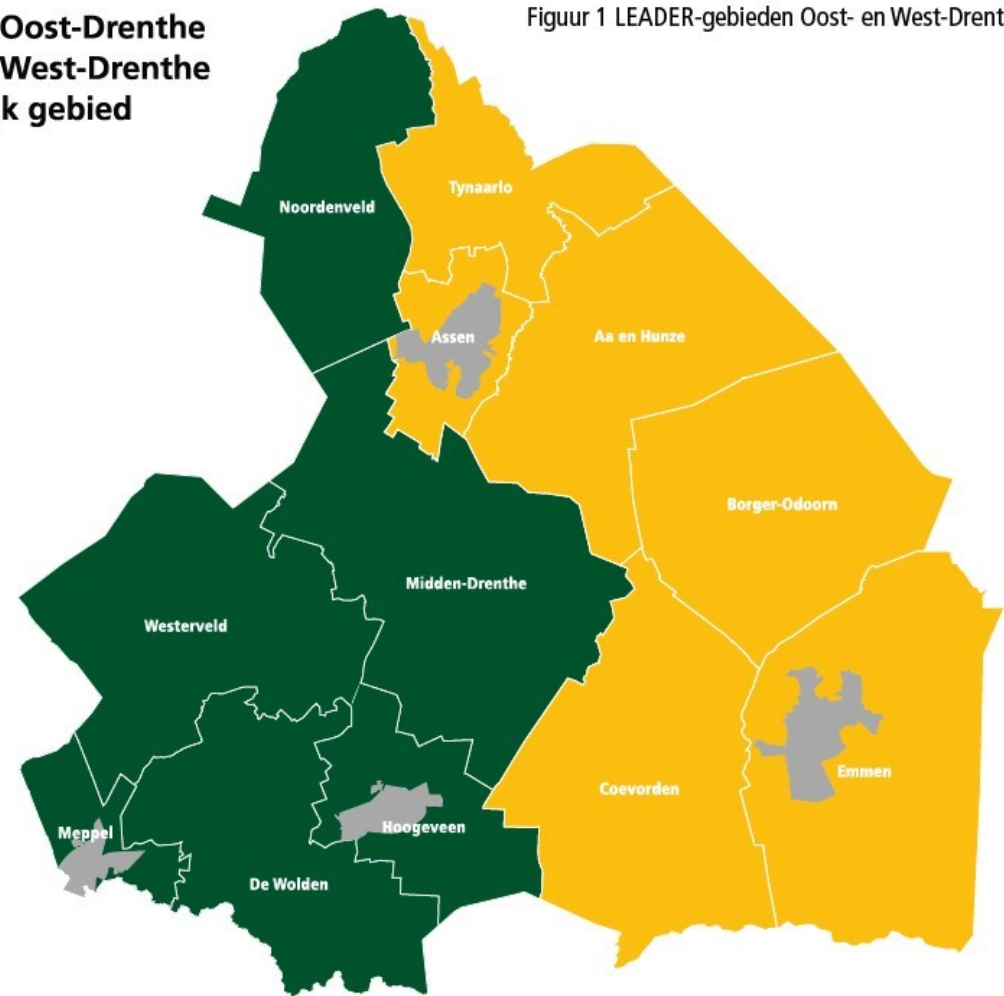 Oost-Drenthe
West-Drenthe
k gebied
Figuur 1 LEADER-gebieden Oost- en West-Drent
Noordenveld
Tynaarlo
Assen
Aa en Hunze
Borger-Odoorn
Midden-Drenthe
Westerveld
Emmen
Coevorden
Hoogeveen
Meppel
De Wolden